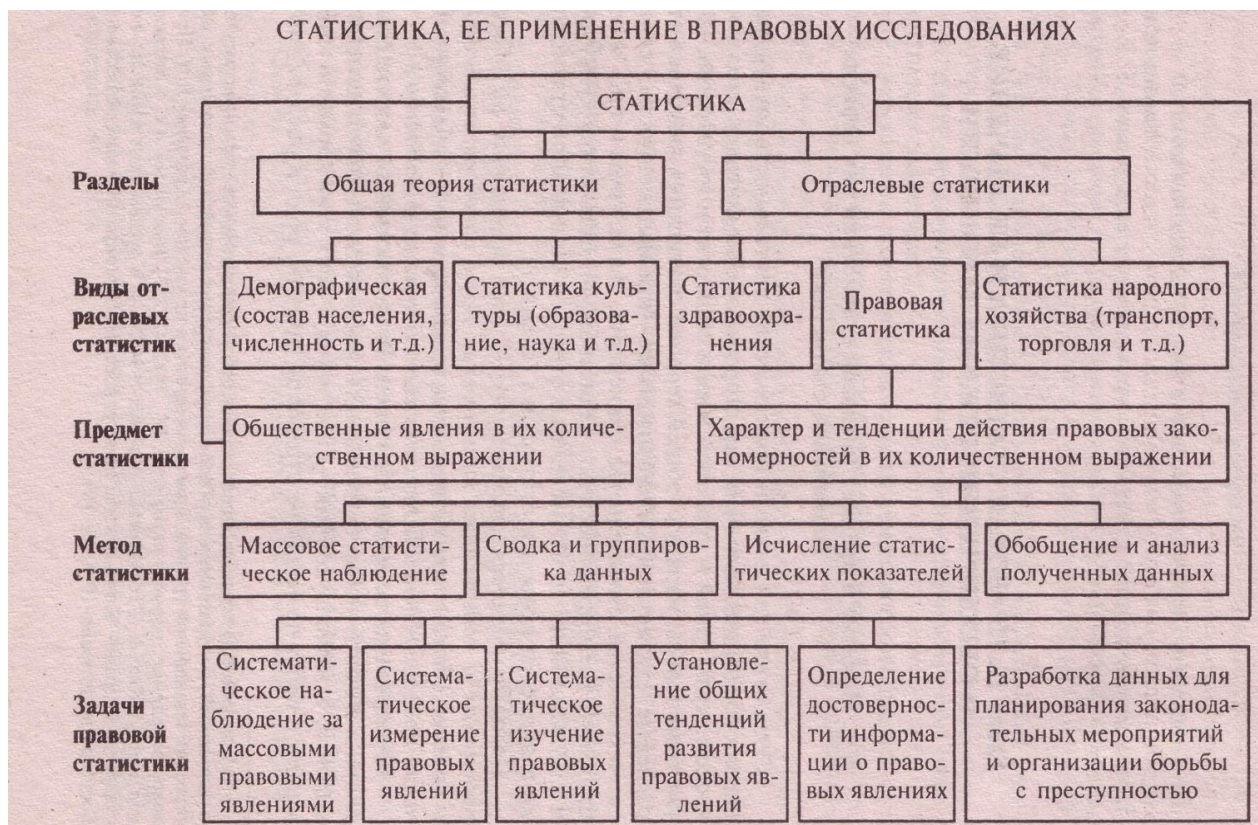 СТАТИСТИКА, ЕЕ ПРИМЕНЕНИЕ В ПРАВОВЫХ ИССЛЕДОВАНИЯХ
СТАТИСТИКА
Разделы
Общая теория статистики
Отраслевые статистики
Виды от-
раслевых
статистик
Демографическая
(состав населения,
численность и т.д.)
Статистика куль-
туры (образова-
ние, наука и т.д.)
Статистика
здравоохра-
нения
Правовая
статистика
Статистика народного
хозяйства (транспорт,
торговля и т.д.)
Предмет
статистики
Общественные явления в их количе-
ственном выражении
Характер и тенденции действия правовых зако-
номерностей в их количественном выражении
Метод
статистики
Массовое статисти-
ческое наблюдение
Сводка и группиров-
ка данных
Исчисление статис-
тических показателей
Обобщение и анализ
полученных данных
Задачи
правовой
статистики
Системати-
ческое на-
блюдение за
массовыми
правовыми
явлениями
Система-
тическое
измерение
правовых
явлений
Система-
тическое
изучение
правовых
явлений
Установле-
ние общих
тенденций
развития
правовых яв-
лений
Определение
достовернос-
ти информа-
ции о право-
вых явлениях
Разработка данных для
планирования законода-
тельных мероприятий
и организации борьбы
с преступностью